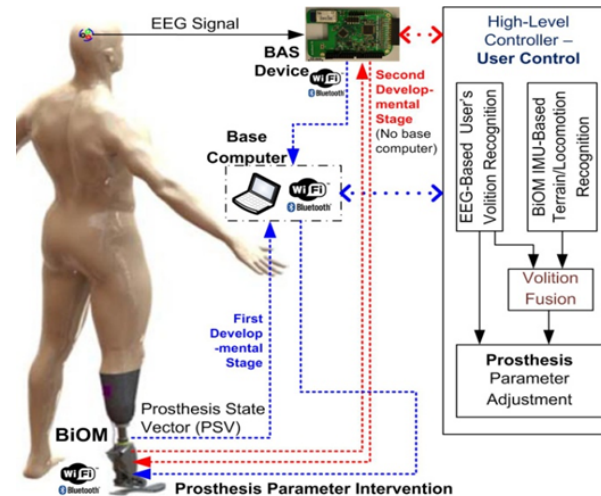 EEG Signal
BAS
Device
WiFi
Bluetooth
Second
Develop-
mental
Stage
(No base
computer)
Base
Computer
WiFi
Bluetooth
First
Develop
-mental
Stage
Prosthesis State
Vector (PSV)
BiOM
WiFi
Bluetooth
Prosthesis Parameter Intervention
High-Level
Controller –
User Control
EEG-Based User's
Volition Recognition
BiOM IMU-Based
Terrain/Locomotion
Recognition
Volition
Fusion
Prosthesis
Parameter
Adjustment